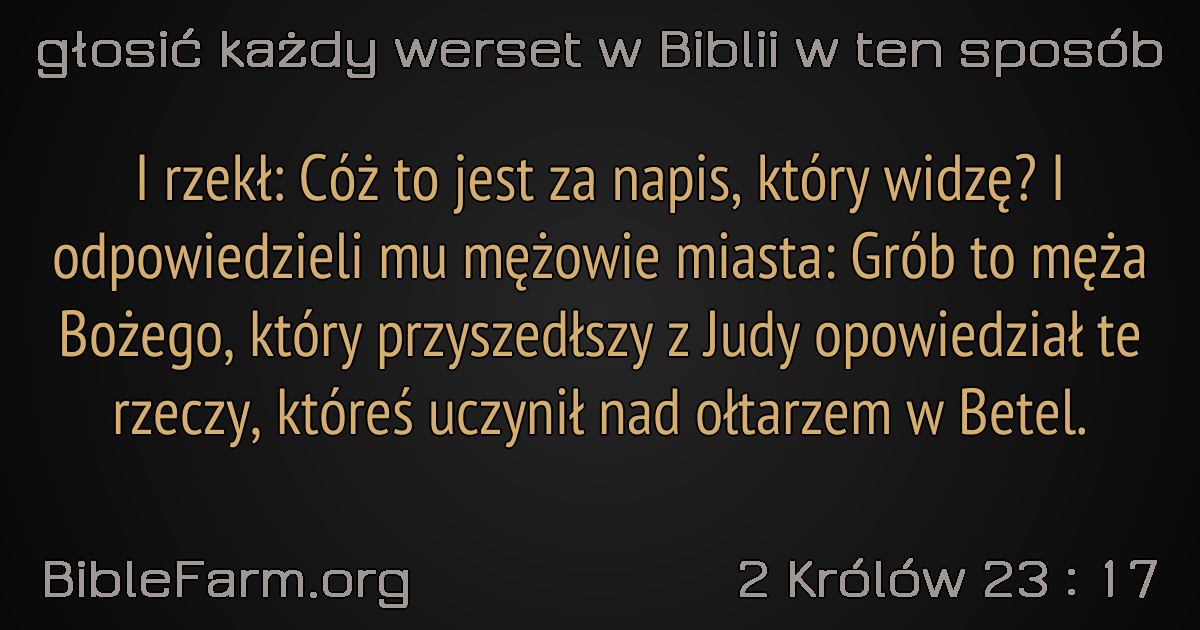 głosić każdy werset w Biblii w ten sposób
I rzekł: Cóż to jest za napis, który widzę? I
odpowiedzieli mu mężowie miasta: Grób to męża
Bożego, który przyszedłszy z Judy opowiedział te
rzeczy, któreś uczynił nad ołtarzem w Betel.
BibleFarm.org
2 Królów 23 : 17